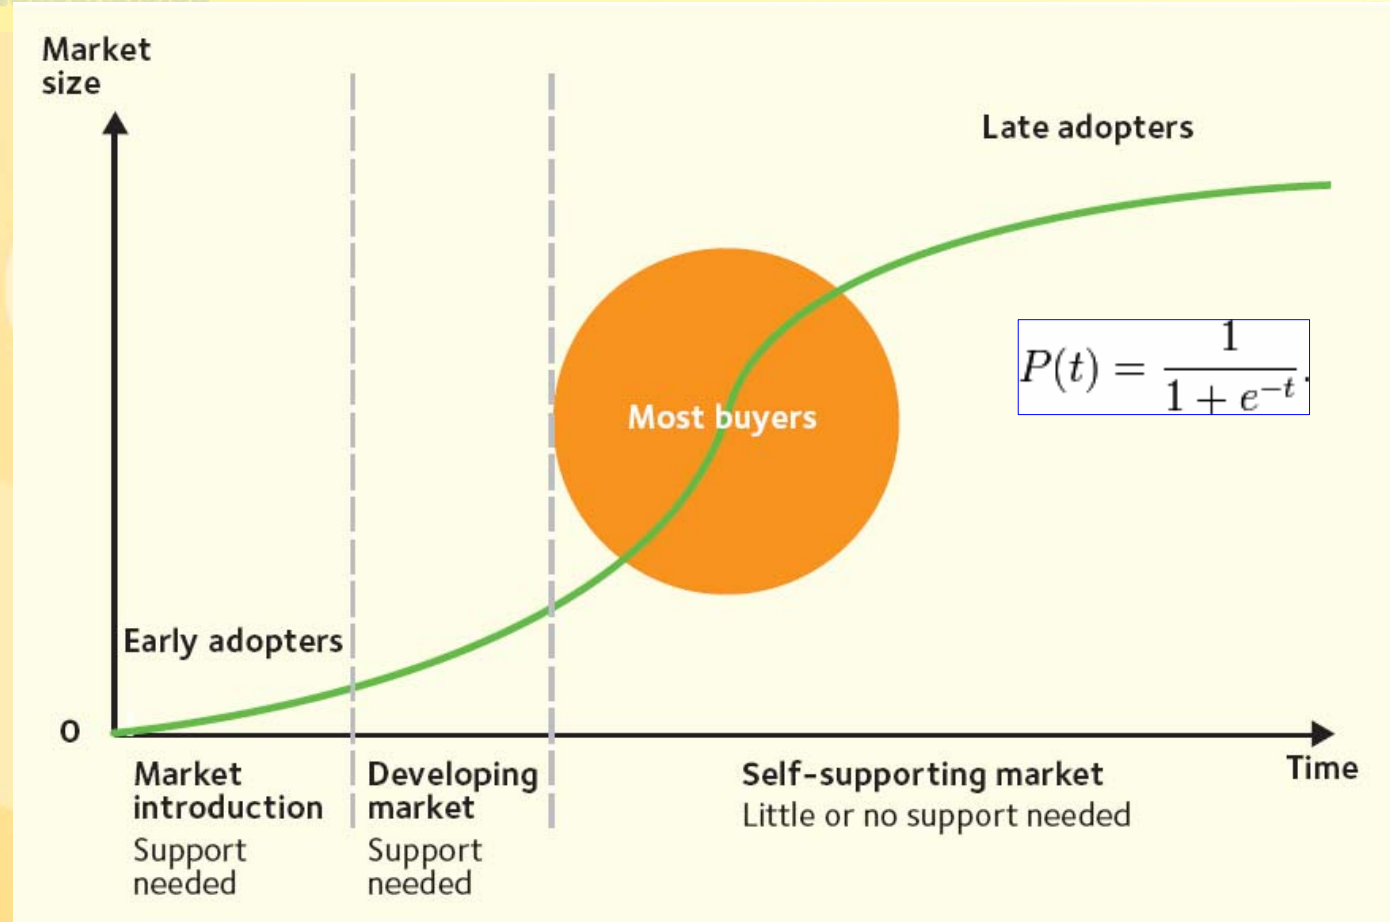 Market
size
Late adopters
P(t) = 1 / (1 + e^{-t}).
Most buyers
Early adopters
0
Time
Market
introduction
Support
needed
Developing
market
Support
needed
Self-supporting market
Little or no support needed